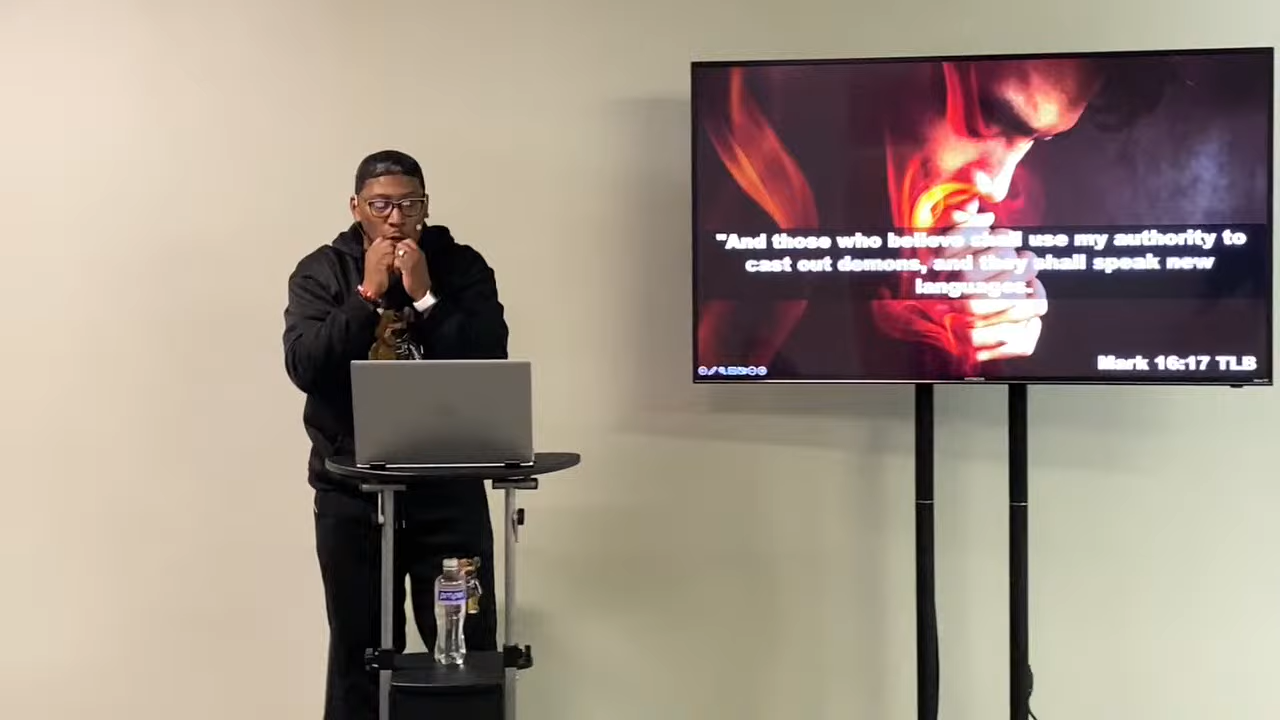 "And those who believe shall use my authority to
cast out demons, and they shall speak new
languages.
Mark 16:17 TLB